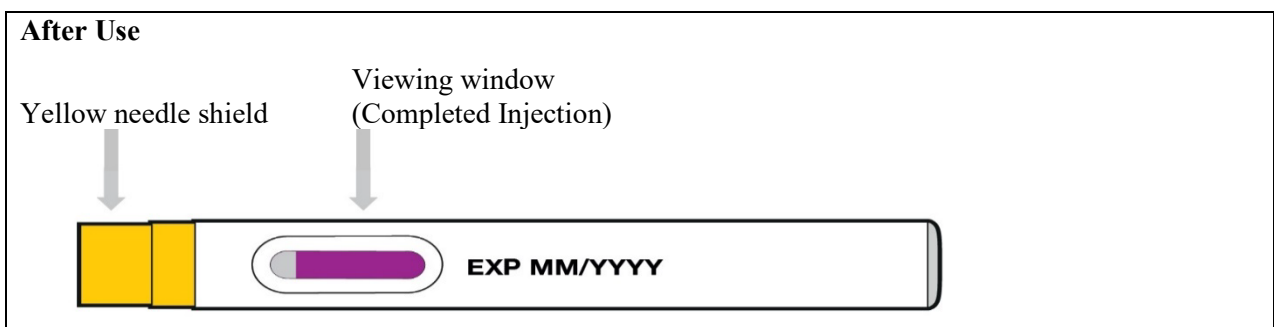 After Use
Viewing window
Yellow needle shield (Completed Injection)
EXP MM/YYYY